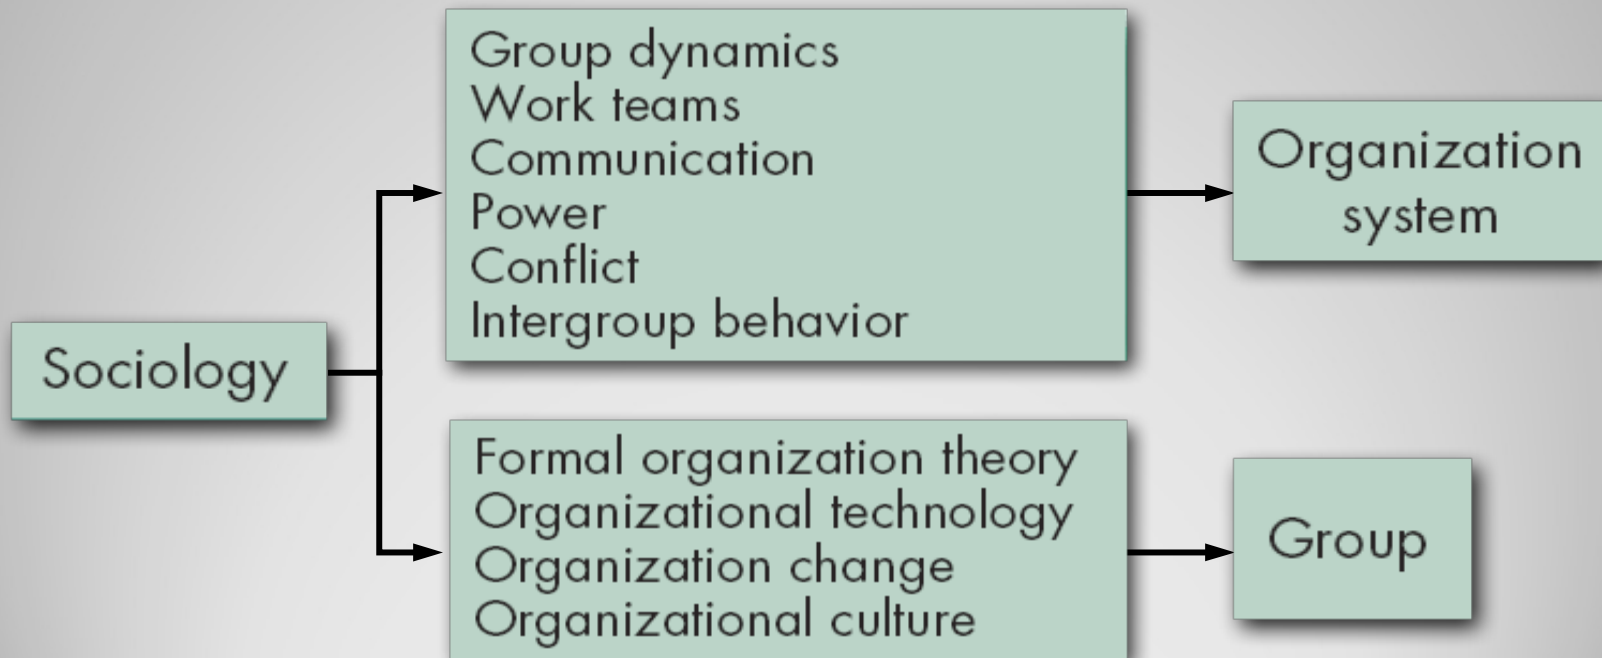 Sociology
Group dynamics
Work teams
Communication
Power
Conflict
Intergroup behavior
Organization
system
Formal organization theory
Organizational technology
Organization change
Organizational culture
Group